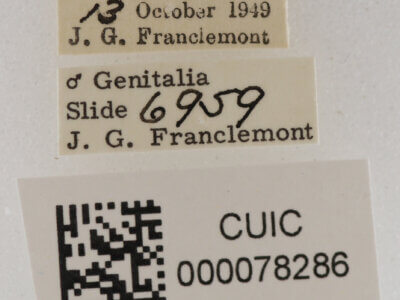 13 October 1949
J. G. Franclemont
♂ Genitalia
Slide 6959
J. G. Franclemont
CUIC
000078286